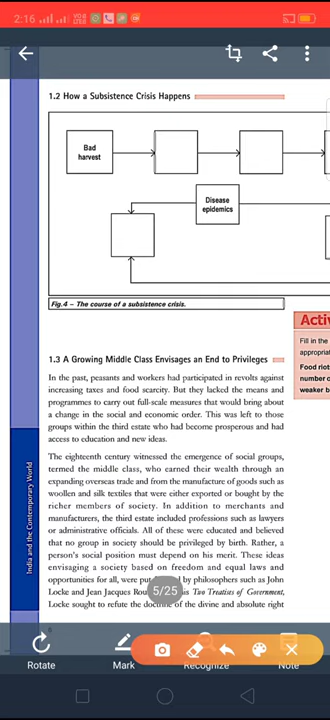 2:16
1.2 How a Subsistence Crisis Happens
Bad
harvest
Disease
epidemics
Fig.4 – The course of a subsistence crisis.
Activ
Fill in the
appropriat
Food riot
number o
weaker b
1.3 A Growing Middle Class Envisages an End to Privileges
In the past, peasants and workers had participated in revolts against
increasing taxes and food scarcity. But they lacked the means and
programmes to carry out full-scale measures that would bring about
a change in the social and economic order. This was left to those
groups within the third estate who had become prosperous and had
access to education and new ideas.
The eighteenth century witnessed the emergence of social groups,
termed the middle class, who earned their wealth through an
expanding overseas trade and from the manufacture of goods such as
woollen and silk textiles that were either exported or bought by the
richer members of society. In addition to merchants and
manufacturers, the third estate included professions such as lawyers
or administrative officials. All of these were educated and believed
that no group in society should be privileged by birth. Rather, a
person's social position must depend on his merit. These ideas
envisaging a society based on freedom and equal laws and
opportunities for all, were put by philosophers such as John
Locke and Jean Jacques Rou is Two Treatises of Government,
Locke sought to refute the doctrine of the divine and absolute right
5/25
India and the Contemporary World
Rotate
Mark
Recognize
Note